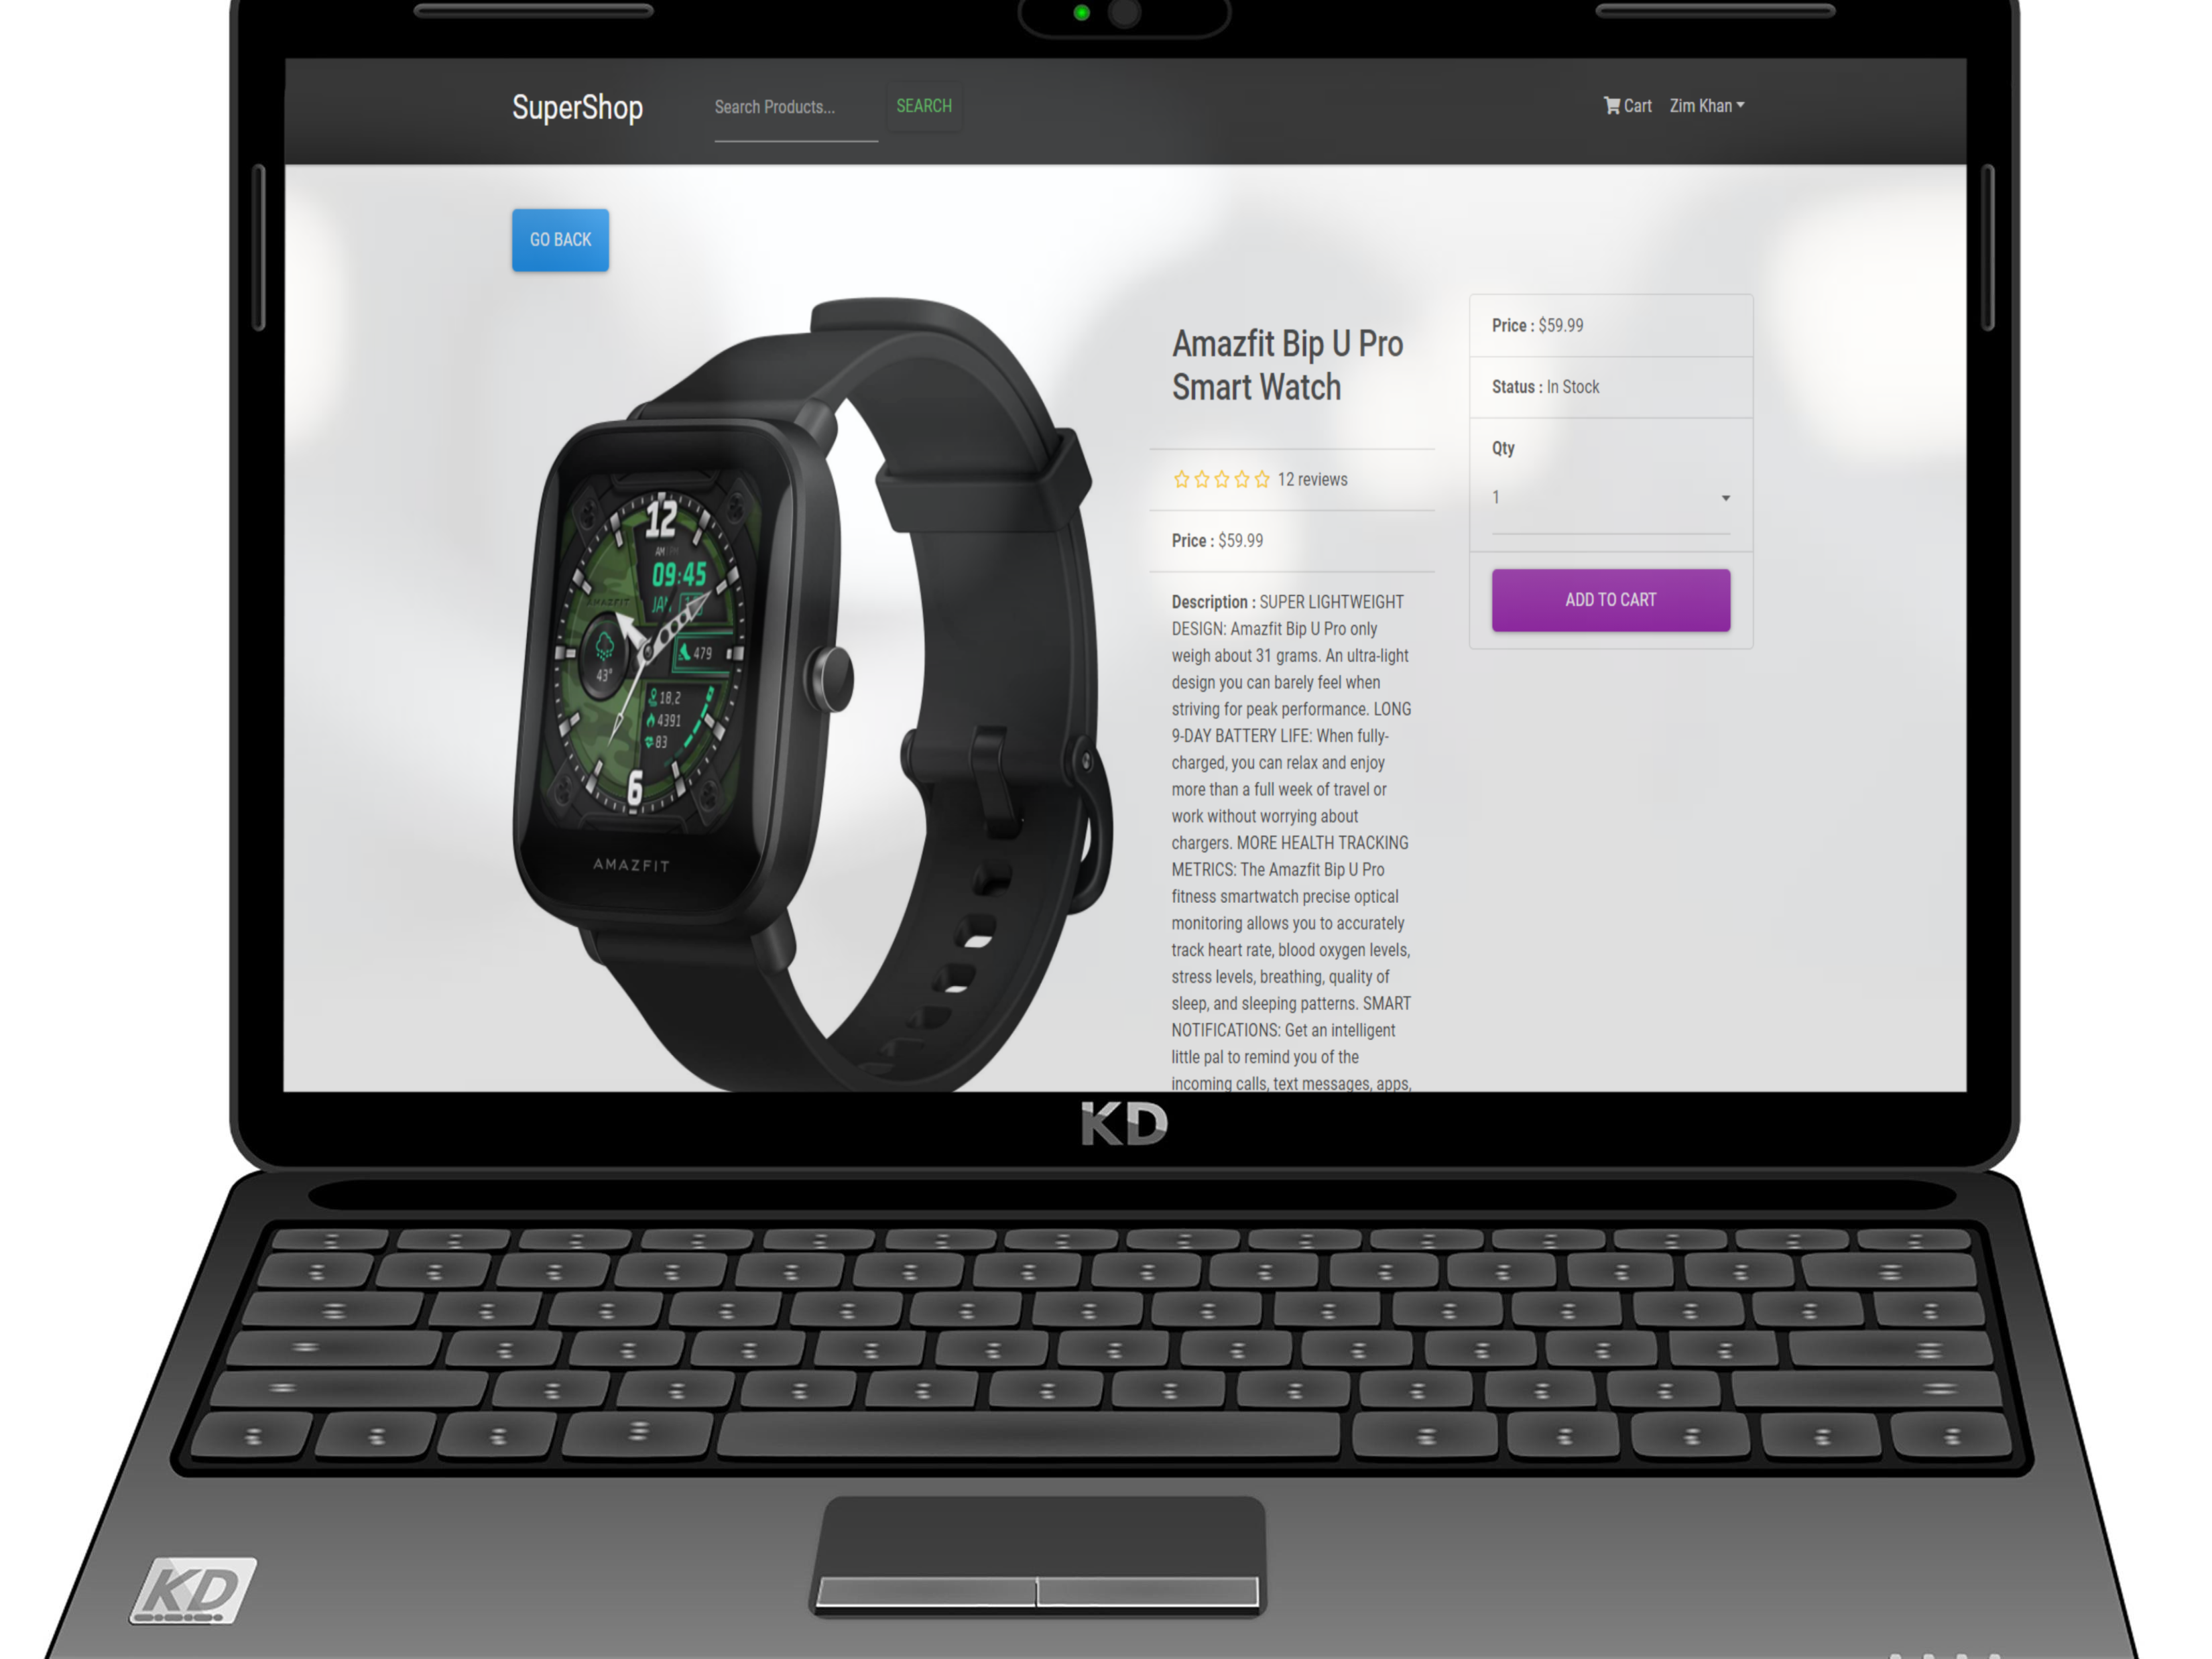 SuperShop
Search Products...
SEARCH
Cart
Zim Khan
GO BACK
12
AM PM
09:45
AMAZFIT
479
43°
18,2
4391
83
6
AMAZFIT
Amazfit Bip U Pro
Smart Watch
12 reviews
Price : $59.99
Description : SUPER LIGHTWEIGHT
DESIGN: Amazfit Bip U Pro only
weigh about 31 grams. An ultra-light
design you can barely feel when
striving for peak performance. LONG
9-DAY BATTERY LIFE: When fully-
charged, you can relax and enjoy
more than a full week of travel or
work without worrying about
chargers. MORE HEALTH TRACKING
METRICS: The Amazfit Bip U Pro
fitness smartwatch precise optical
monitoring allows you to accurately
track heart rate, blood oxygen levels,
stress levels, breathing, quality of
sleep, and sleeping patterns. SMART
NOTIFICATIONS: Get an intelligent
little pal to remind you of the
incoming calls, text messages, apps,
Price : $59.99
Status : In Stock
Qty
1
ADD TO CART
KD
KD